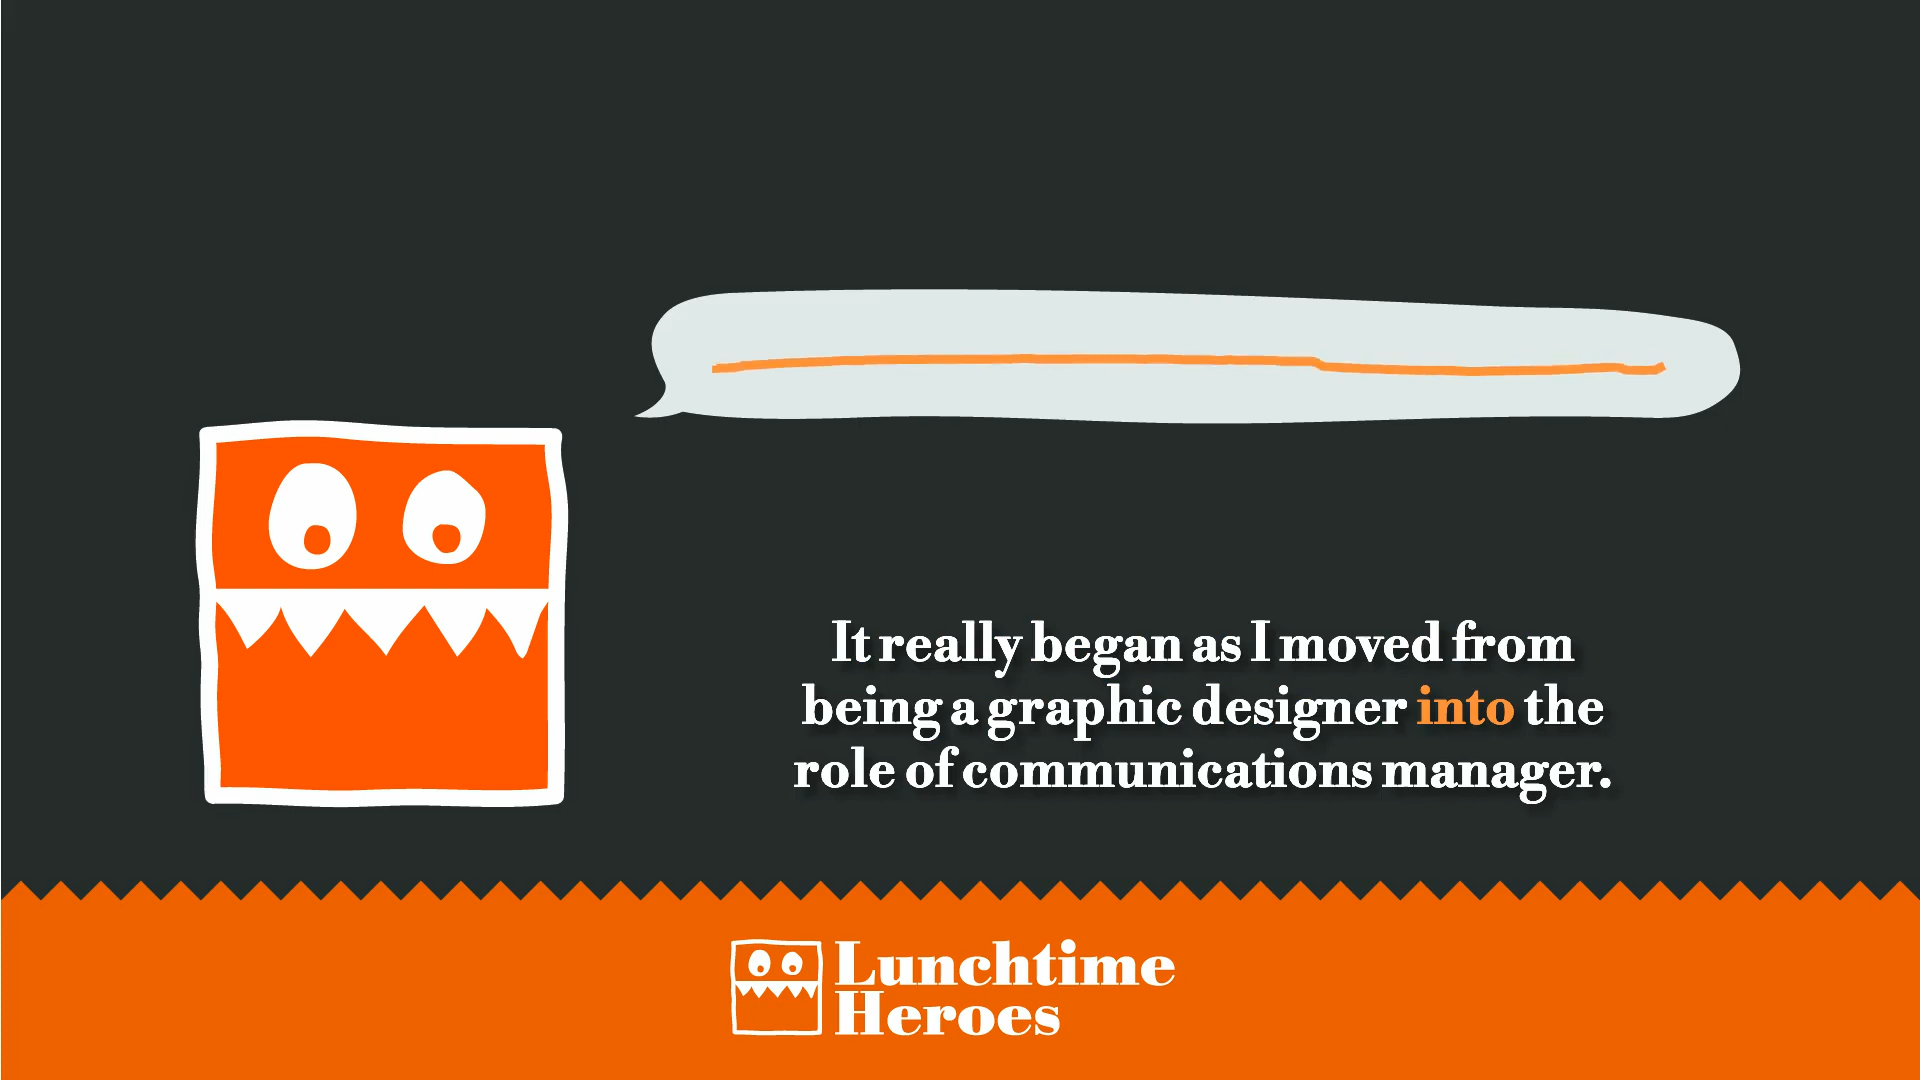 It really began as I moved from
being a graphic designer into the
role of communications manager.
Lunchtime
Heroes